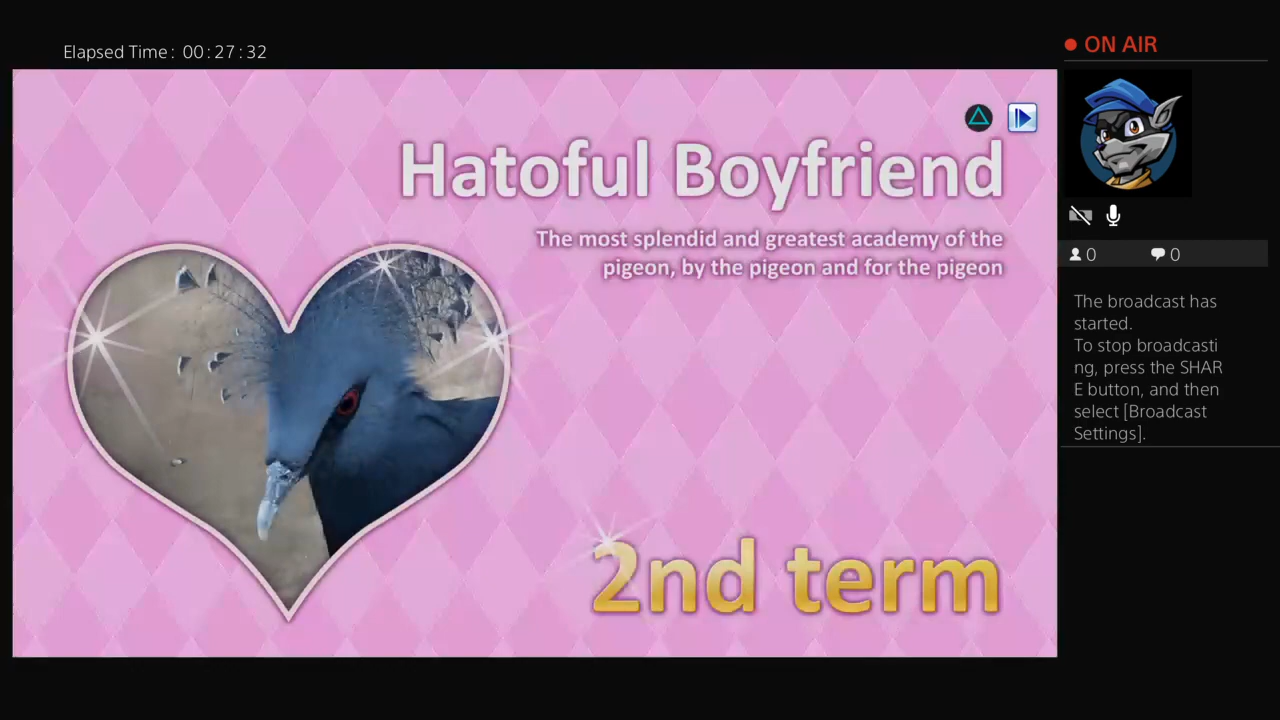 Elapsed Time: 00:27:32
ON AIR
Hatoful Boyfriend
The most splendid and greatest academy of the
pigeon, by the pigeon and for the pigeon
2nd term
0 0
The broadcast has
started.
To stop broadcasti
ng, press the SHAR
E button, and then
select [Broadcast
Settings].